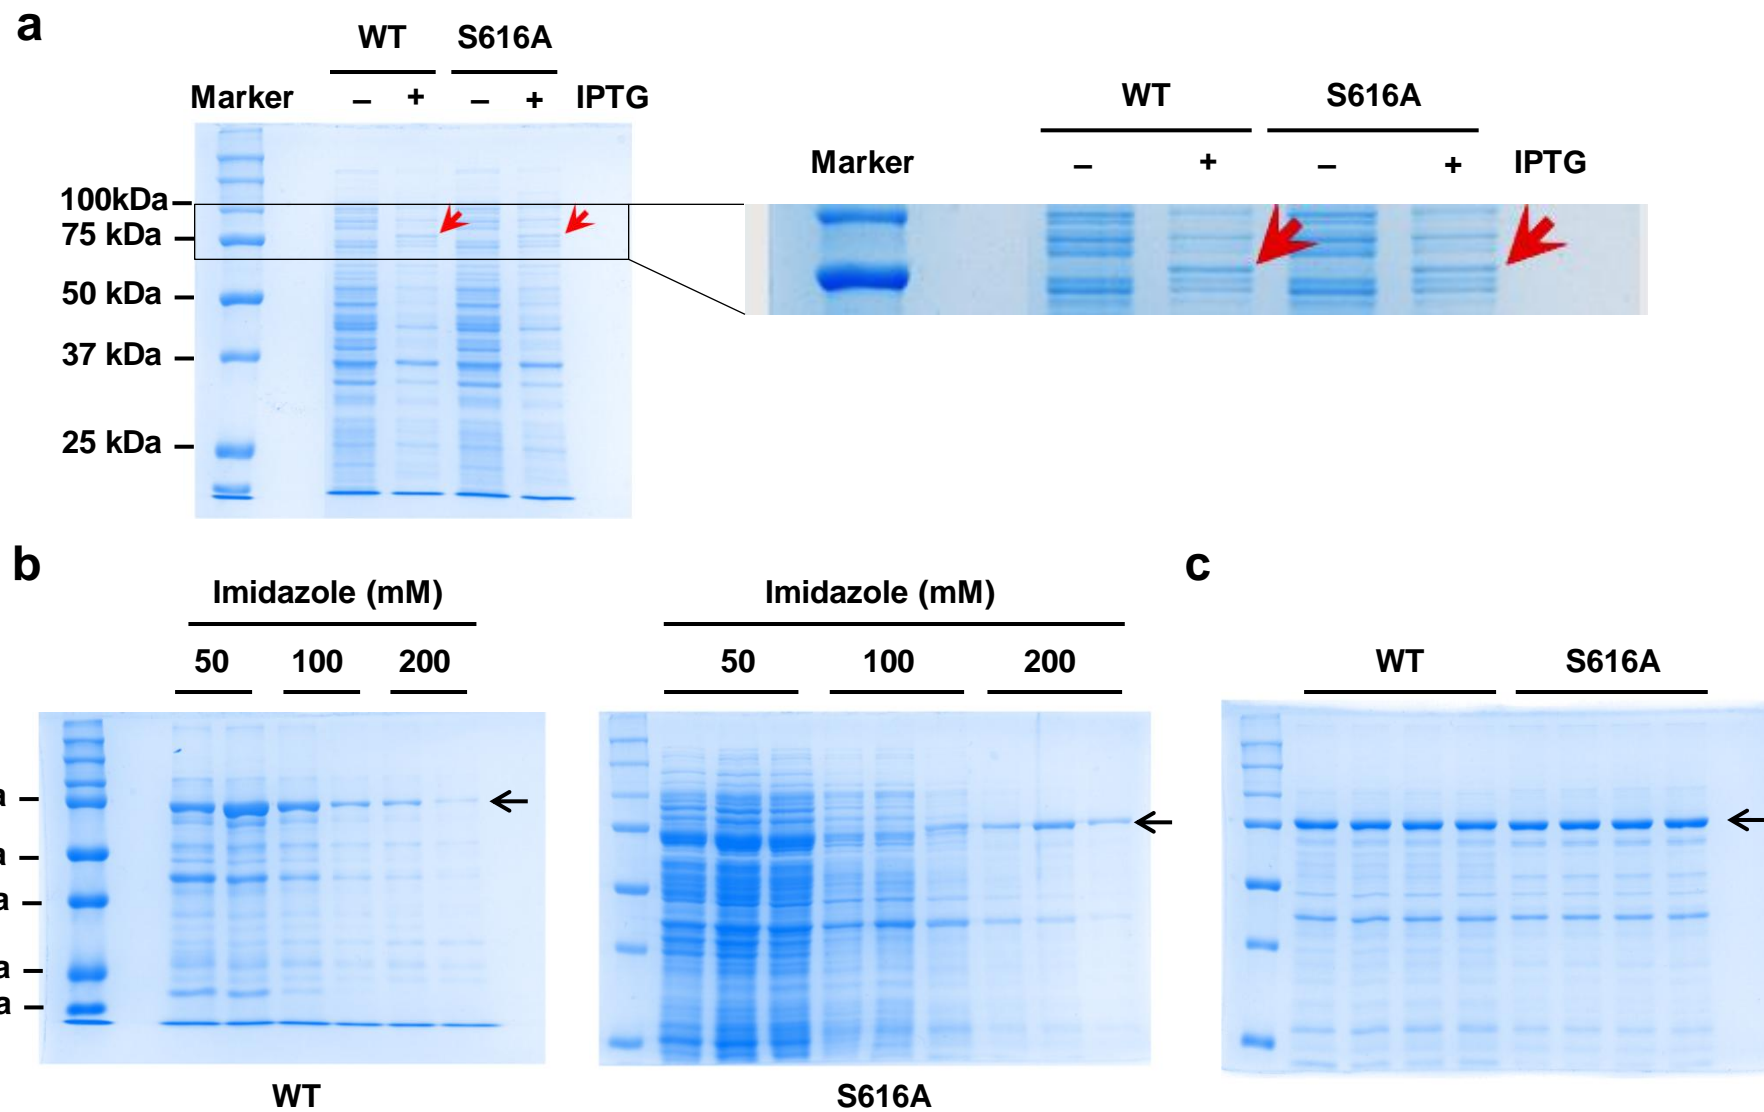 a
WT S616A
Marker – + – + IPTG
100kDa
75 kDa
50 kDa
37 kDa
25 kDa
WT S616A
Marker – + – + IPTG
b
Imidazole (mM)
50 100 200
a
a
a
a
a
WT
Imidazole (mM)
50 100 200
S616A
c
WT S616A